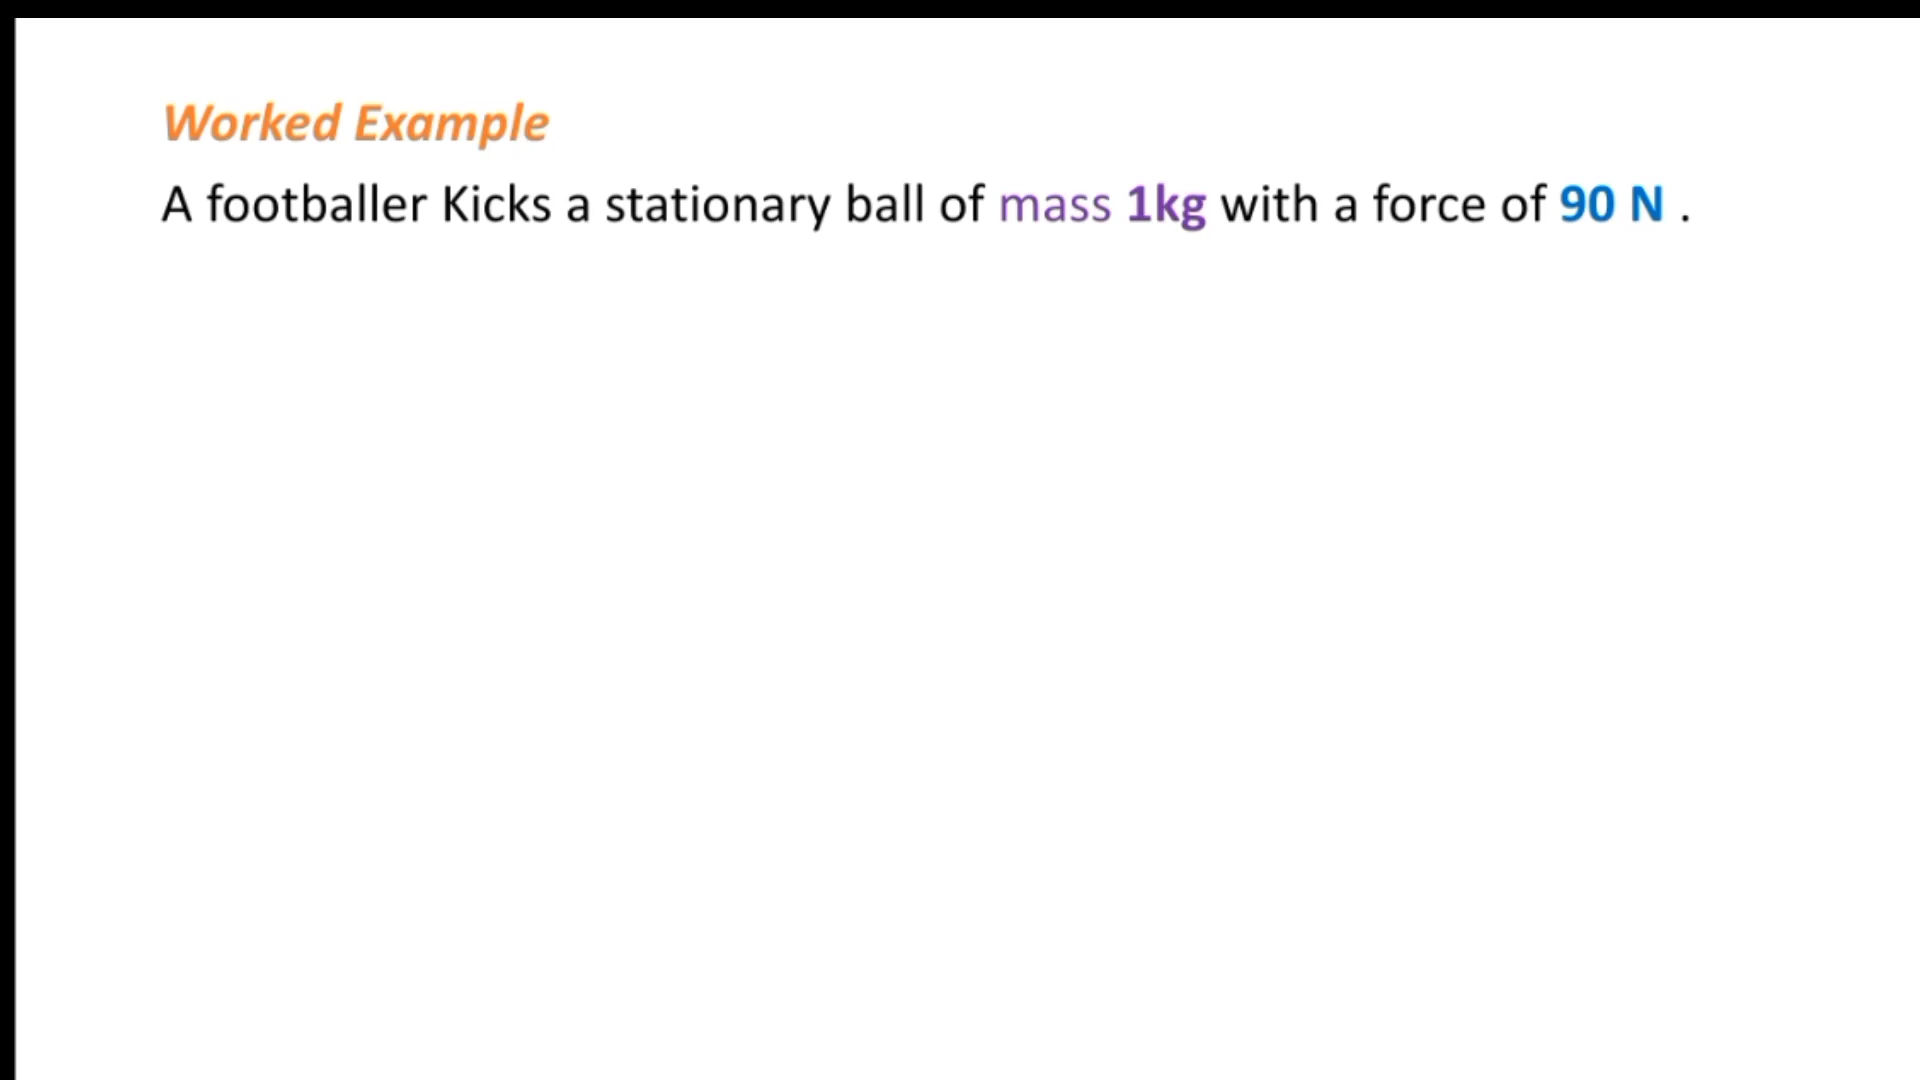 Worked Example
A footballer Kicks a stationary ball of mass 1kg with a force of 90 N .